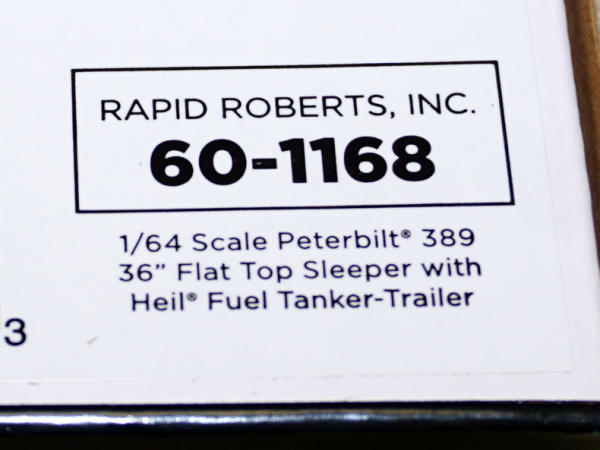 RAPID ROBERTS, INC.
60-1168
1/64 Scale Peterbilt® 389
36” Flat Top Sleeper with
Heil® Fuel Tanker-Trailer
3